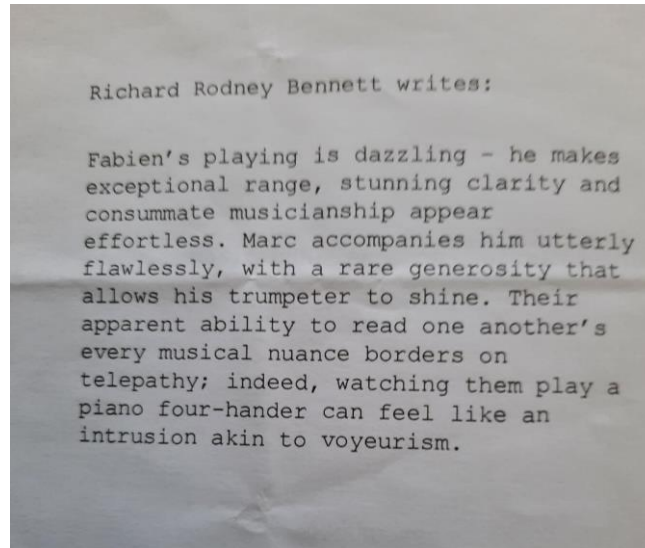 Richard Rodney Bennett writes:
Fabien's playing is dazzling – he makes
exceptional range, stunning clarity and
consummate musicianship appear
effortless. Marc accompanies him utterly
flawlessly, with a rare generosity that
allows his trumpeter to shine. Their
apparent ability to read one another's
every musical nuance borders on
telepathy; indeed, watching them play a
piano four-hander can feel like an
intrusion akin to voyeurism.